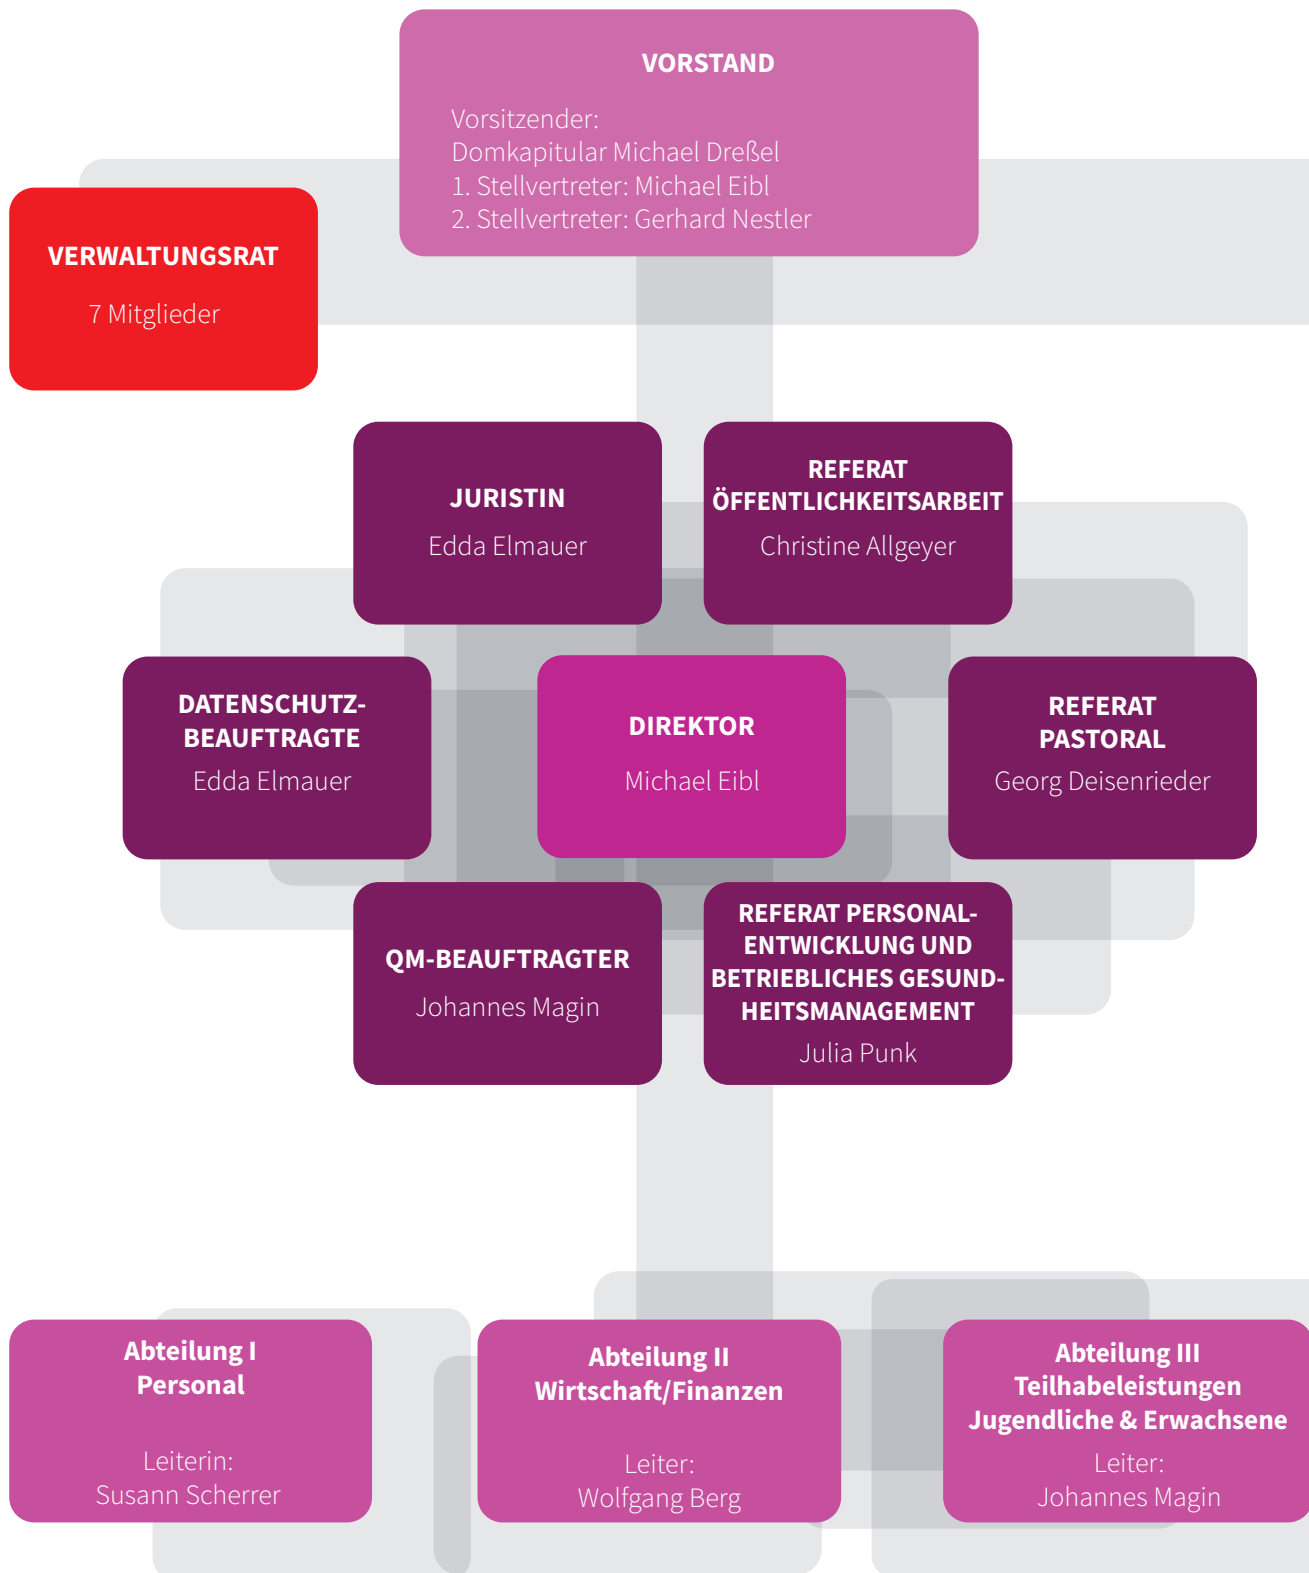 VORSTAND
Vorsitzender:
Domkapitular Michael Dreßel
1. Stellvertreter: Michael Eibl
2. Stellvertreter: Gerhard Nestler
VERWALTUNGSRAT
7 Mitglieder
JURISTIN
Edda Elmauer
REFERAT
ÖFFENTLICHKEITSARBEIT
Christine Allgeyer
DATENSCHUTZ-
BEAUFTRAGTE
Edda Elmauer
DIREKTOR
Michael Eibl
REFERAT
PASTORAL
Georg Deisenrieder
QM-BEAUFTRAGTER
Johannes Magin
REFERAT PERSONAL-
ENTWICKLUNG UND
BETRIEBLICHES GESUND-
HEITSMANAGEMENT
Julia Punk
Abteilung I
Personal
Leiterin:
Susann Scherrer
Abteilung II
Wirtschaft/Finanzen
Leiter:
Wolfgang Berg
Abteilung III
Teilhabeleistungen
Jugendliche & Erwachsene
Leiter:
Johannes Magin